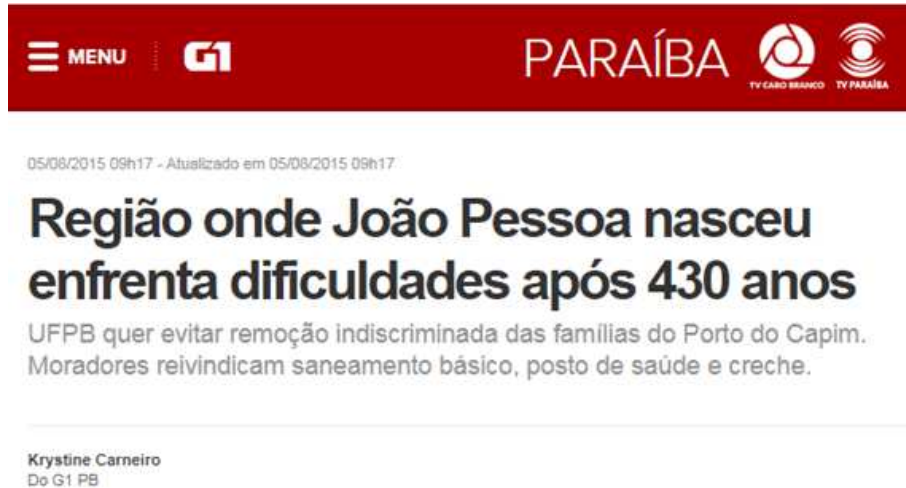 MENU
G1
PARAÍBA
TV CABO BRANCO
TV PARAÍBA
05/08/2015 09h17 - Atualizado em 05/08/2015 09h17
Região onde João Pessoa nasceu
enfrenta dificuldades após 430 anos
UFPB quer evitar remoção indiscriminada das famílias do Porto do Capim.
Moradores reivindicam saneamento básico, posto de saúde e creche.
Krystine Carneiro
Do G1 PB